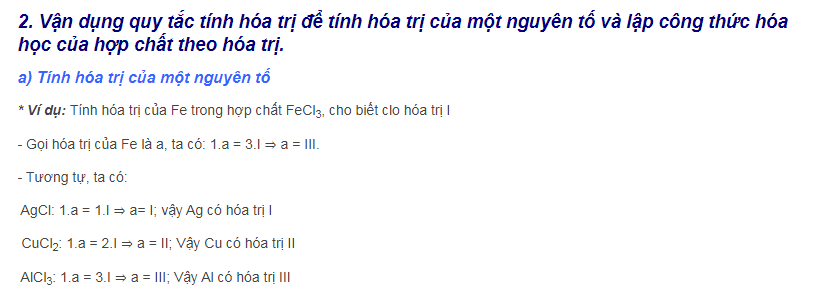 2. Vận dụng quy tắc tính hóa trị để tính hóa trị của một nguyên tố và lập công thức hóa
học của hợp chất theo hóa trị.
a) Tính hóa trị của một nguyên tố
* Ví dụ: Tính hóa trị của Fe trong hợp chất FeCl₃, cho biết clo hóa trị I
- Gọi hóa trị của Fe là a, ta có: 1.a = 3.I ⇒ a = III.
- Tương tự, ta có:
AgCl: 1.a = 1.I ⇒ a= I; vậy Ag có hóa trị I
CuCl₂: 1.a = 2.I ⇒ a = II; Vậy Cu có hóa trị II
AlCl₃: 1.a = 3.I ⇒ a = III; Vậy Al có hóa trị III